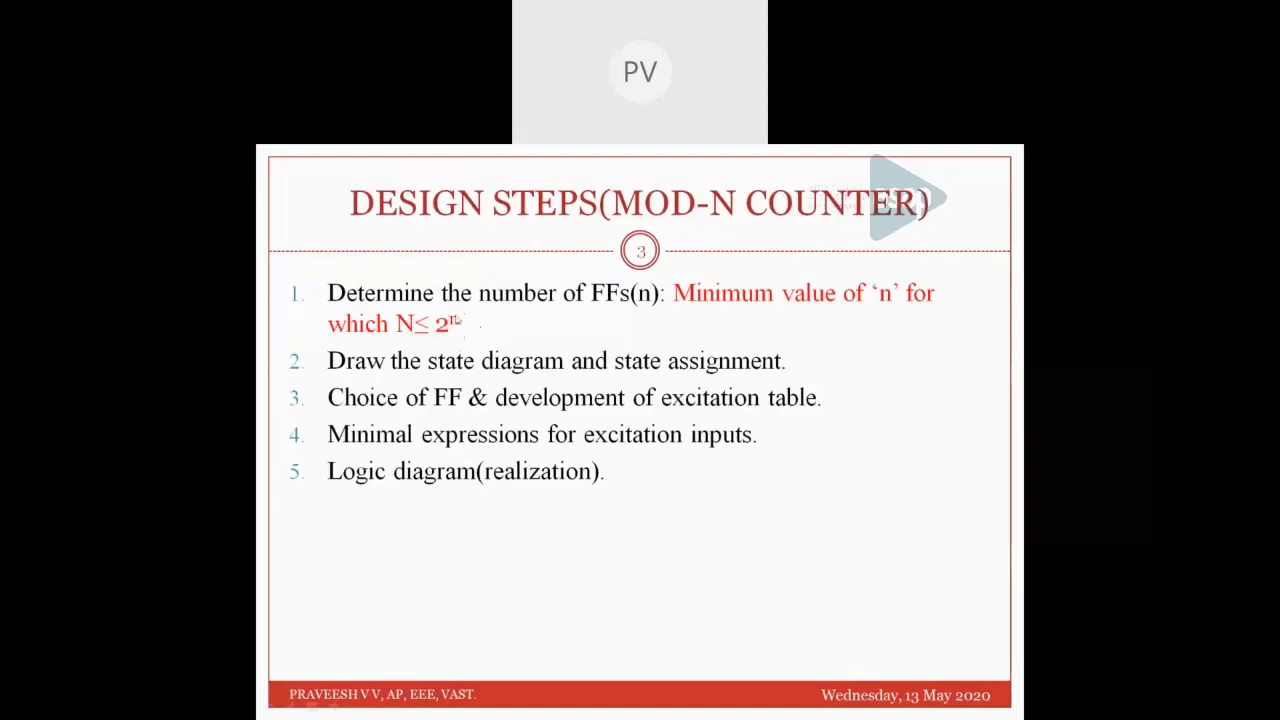 PV
DESIGN STEPS(MOD-N COUNTER)
3
1. Determine the number of FFs(n): Minimum value of ‘n’ for
which N≤ 2ⁿ
2. Draw the state diagram and state assignment.
3. Choice of FF & development of excitation table.
4. Minimal expressions for excitation inputs.
5. Logic diagram(realization).
PRAVEESH V V, AP, EEE, VAST.
Wednesday, 13 May 2020